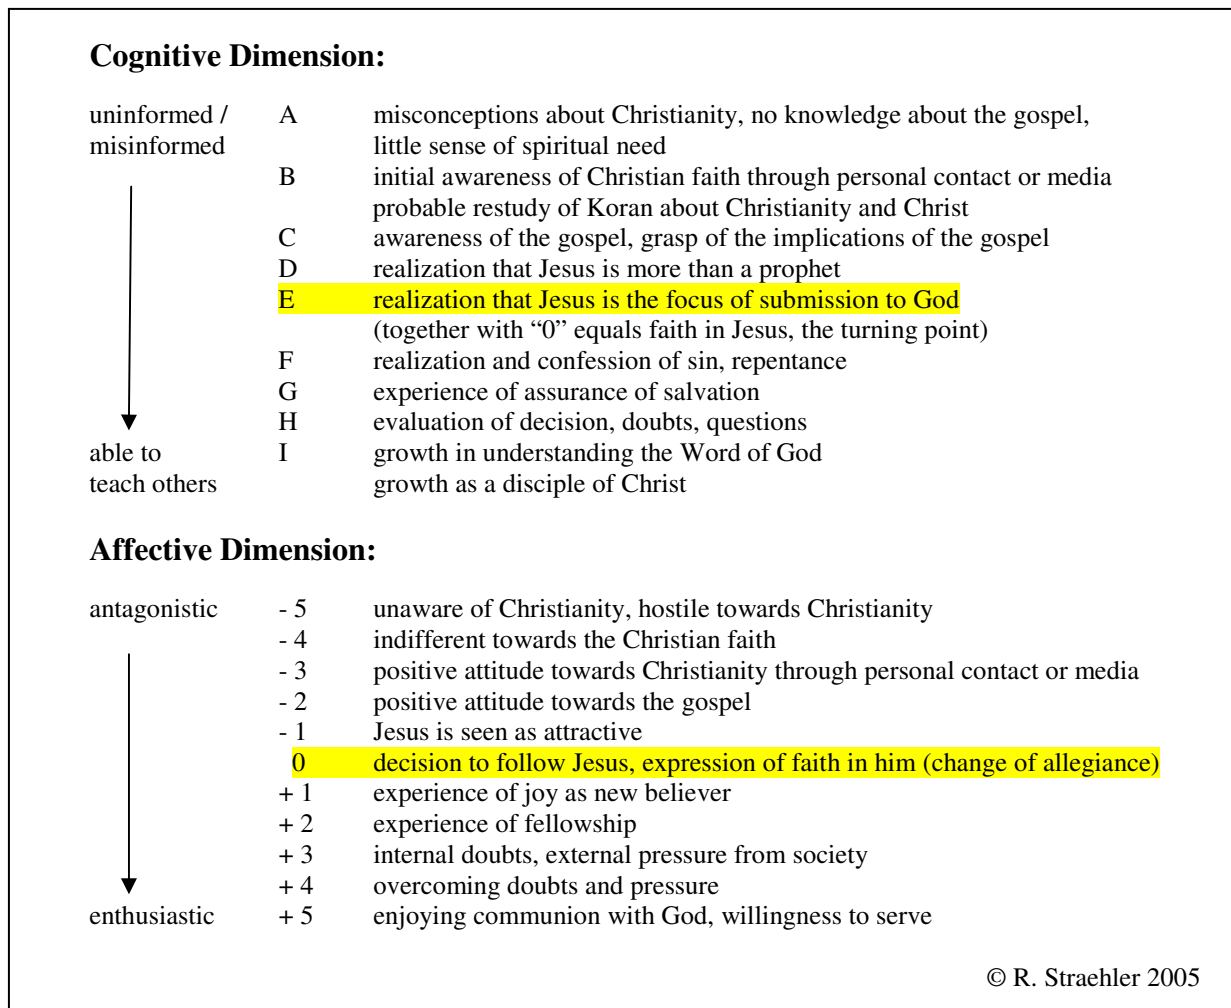 Cognitive Dimension:
uninformed / A misconceptions about Christianity, no knowledge about the gospel,
misinformed little sense of spiritual need
B initial awareness of Christian faith through personal contact or media
probable restudy of Koran about Christianity and Christ
C awareness of the gospel, grasp of the implications of the gospel
D realization that Jesus is more than a prophet
E realization that Jesus is the focus of submission to God
(together with “0” equals faith in Jesus, the turning point)
F realization and confession of sin, repentance
G experience of assurance of salvation
H evaluation of decision, doubts, questions
able to I growth in understanding the Word of God
teach others growth as a disciple of Christ
Affective Dimension:
antagonistic - 5 unaware of Christianity, hostile towards Christianity
- 4 indifferent towards the Christian faith
- 3 positive attitude towards Christianity through personal contact or media
- 2 positive attitude towards the gospel
- 1 Jesus is seen as attractive
0 decision to follow Jesus, expression of faith in him (change of allegiance)
+ 1 experience of joy as new believer
+ 2 experience of fellowship
+ 3 internal doubts, external pressure from society
+ 4 overcoming doubts and pressure
enthusiastic + 5 enjoying communion with God, willingness to serve
© R. Straehler 2005